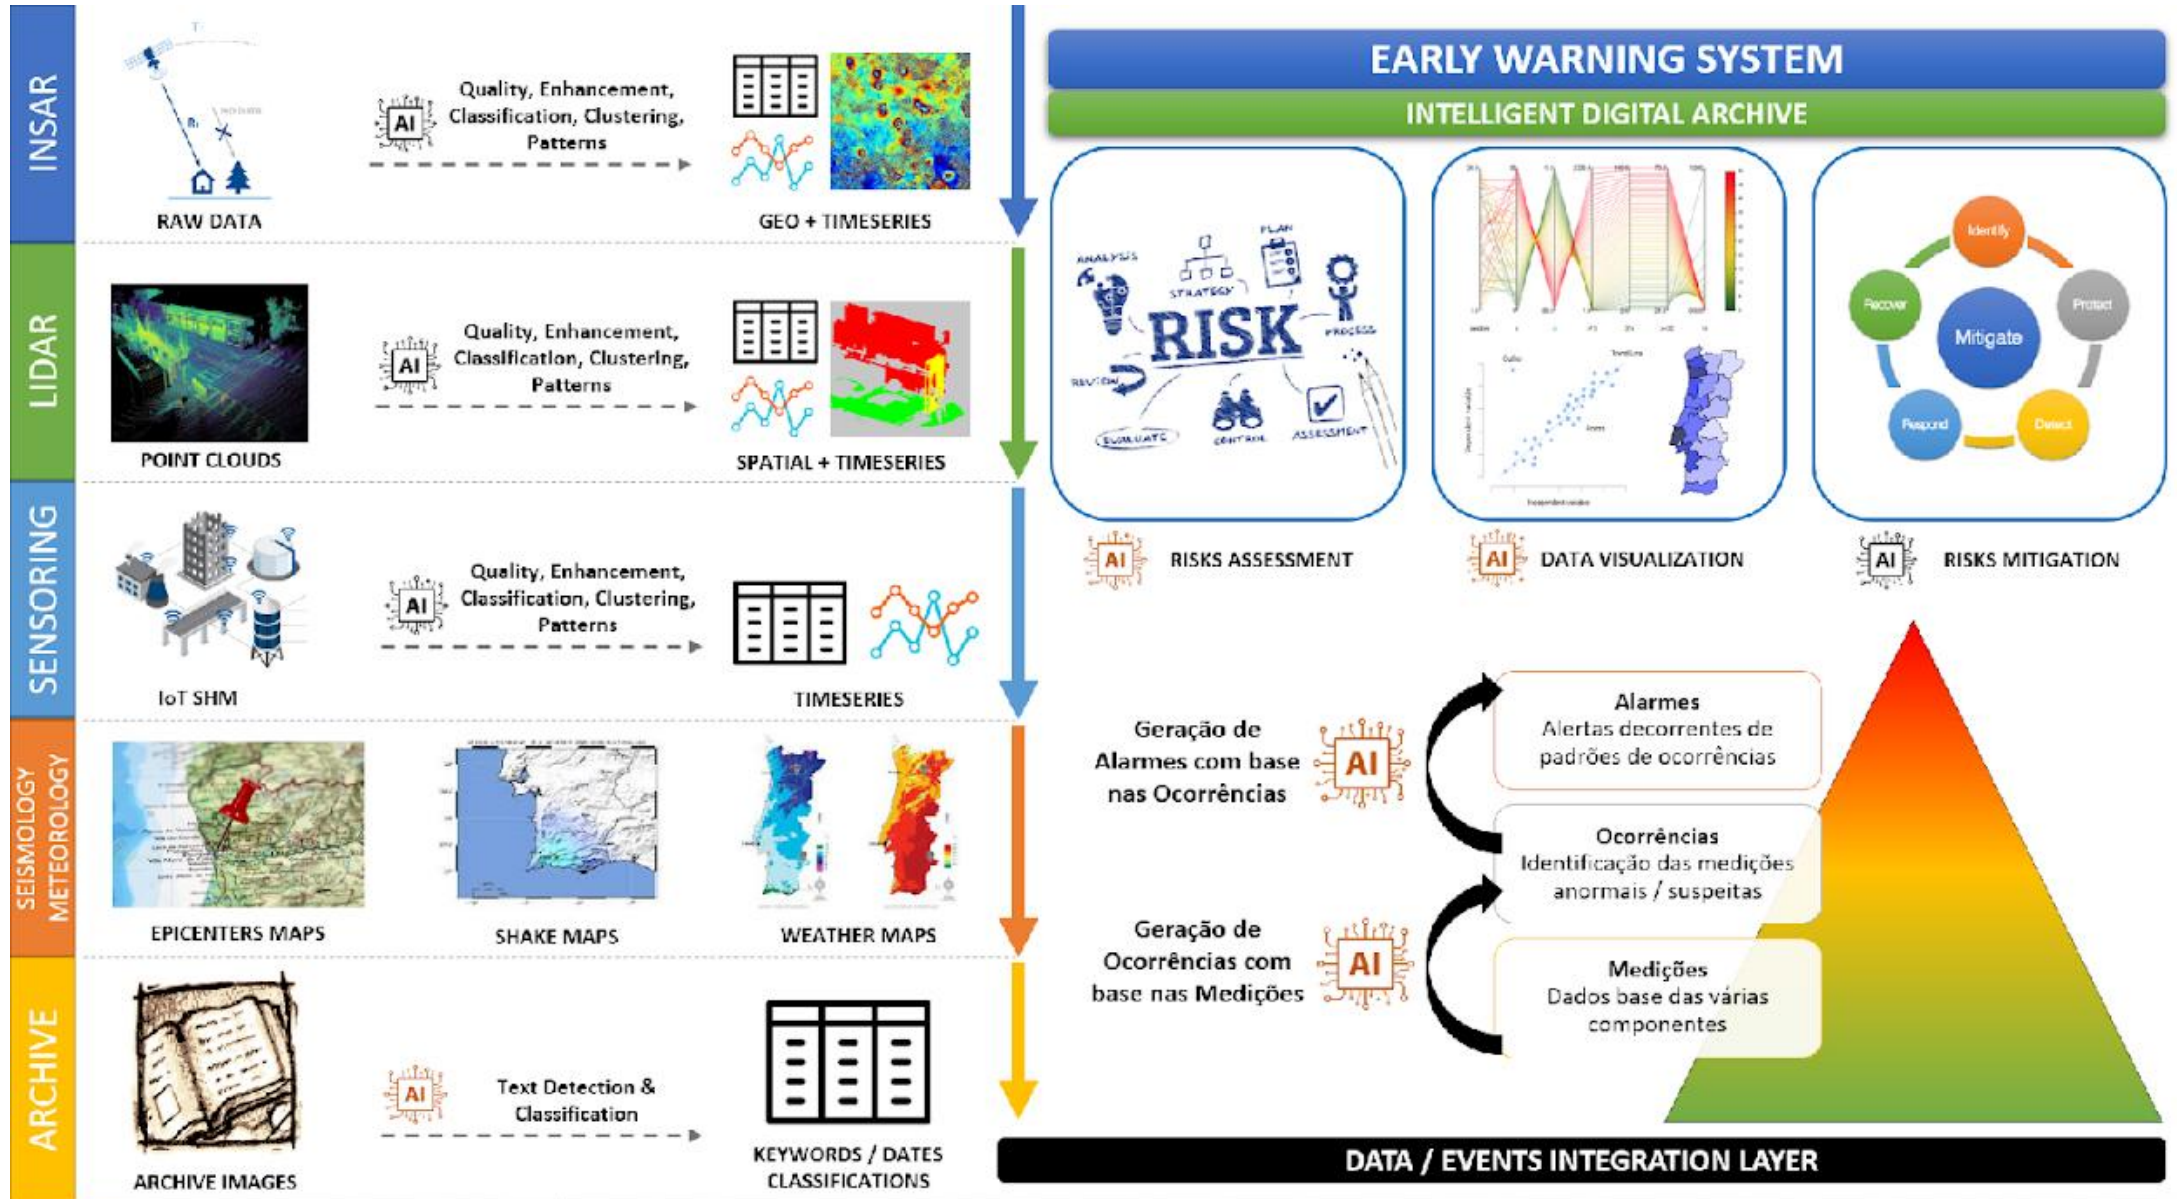 INSAR
AI
Quality, Enhancement,
Classification, Clustering,
Patterns
RAW DATA
GEO + TIMESERIES
LIDAR
AI
Quality, Enhancement,
Classification, Clustering,
Patterns
POINT CLOUDS
SPATIAL + TIMESERIES
SENSORING
AI
Quality, Enhancement,
Classification, Clustering,
Patterns
IoT SHM
TIMESERIES
SEISMOLOGY
METEOROLOGY
EPICENTERS MAPS
SHAKE MAPS
WEATHER MAPS
ARCHIVE
AI
Text Detection &
Classification
ARCHIVE IMAGES
KEYWORDS / DATES
CLASSIFICATIONS
EARLY WARNING SYSTEM
INTELLIGENT DIGITAL ARCHIVE
ANALYSIS
STRATEGY
PLAN
RISK
PROCESS
REVIEW
EVALUATE
CONTROL
ASSESSMENT
Independent variable
Identify
Protect
Detect
Respond
Recover
Mitigate
AI
RISKS ASSESSMENT
AI
DATA VISUALIZATION
AI
RISKS MITIGATION
Geração de
Alarmes com base
nas Ocorrências
AI
Alarmes
Alertas decorrentes de
padrões de ocorrências
Ocorrências
Identificação das medições
anormais / suspeitas
Geração de
Ocorrências com
base nas Medições
AI
Medições
Dados base das várias
componentes
DATA / EVENTS INTEGRATION LAYER